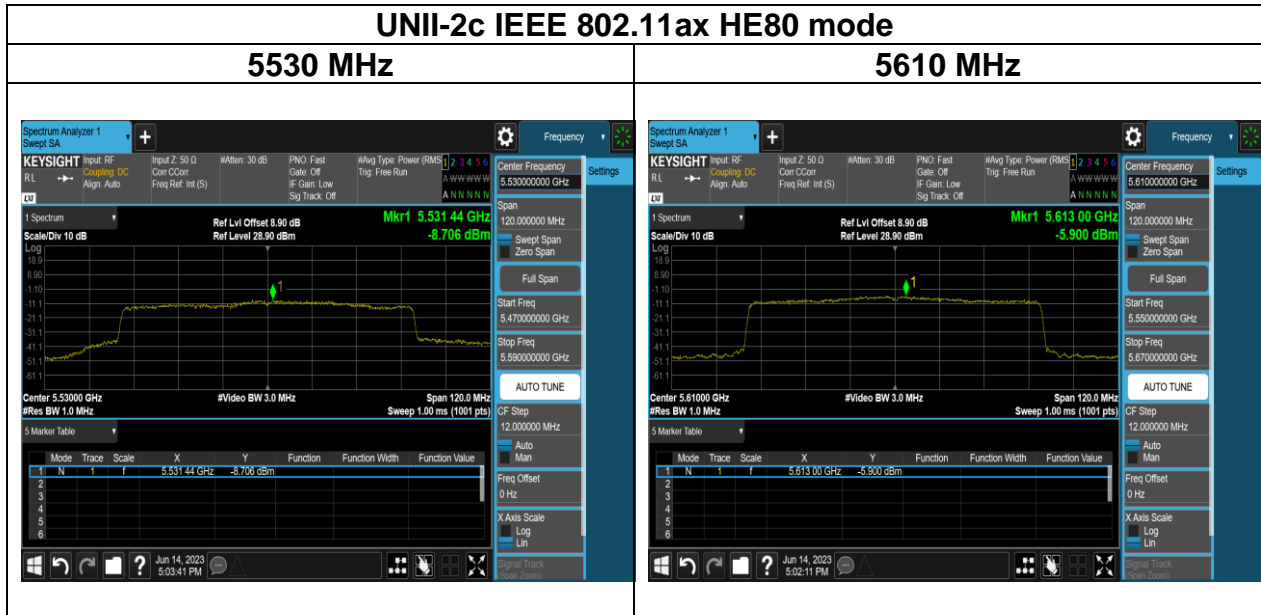 UNII-2c IEEE 802.11ax HE80 mode
5530 MHz
5610 MHz
Spectrum Analyzer 1
Swept SA
+
Frequency
KEYSIGHT Input: RF Input Z: 50 Ω #Atten: 30 dB PNO: Fast #Avg Type: Power (RMS 1 2 3 4 5 6
RL Coupling: DC Corr CCorr Gate: Off Trig: Free Run A W W W W W
Align: Auto Freq Ref: Int (S) IF Gain: Low
Sig Track: Off A N N N N N
LXI
1 Spectrum
Ref Lvl Offset 8.90 dB Mkr1 5.531 44 GHz
Scale/Div 10 dB Ref Level 28.90 dBm -8.706 dBm
Log
18.9
8.90
-1.10
-11.1
-21.1
-31.1
-41.1
-51.1
-61.1
1
Center 5.53000 GHz #Video BW 3.0 MHz Span 120.0 MHz
#Res BW 1.0 MHz Sweep 1.00 ms (1001 pts)
5 Marker Table
Mode Trace Scale X Y Function Function Width Function Value
1 N 1 f 5.531 44 GHz -8.706 dBm
2
3
4
5
6
Center Frequency
5.530000000 GHz
Settings
Span
120.000000 MHz
Swept Span
Zero Span
Full Span
Start Freq
5.470000000 GHz
Stop Freq
5.590000000 GHz
AUTO TUNE
CF Step
12.000000 MHz
Auto
Man
Freq Offset
0 Hz
X Axis Scale
Log
Lin
Signal Track
(Span Zoom)
? Jun 14, 2023
5:03:41 PM
Spectrum Analyzer 1
Swept SA
+
Frequency
KEYSIGHT Input: RF Input Z: 50 Ω #Atten: 30 dB PNO: Fast #Avg Type: Power (RMS 1 2 3 4 5 6
RL Coupling: DC Corr CCorr Gate: Off Trig: Free Run A W W W W W
Align: Auto Freq Ref: Int (S) IF Gain: Low
Sig Track: Off A N N N N N
LXI
1 Spectrum
Ref Lvl Offset 8.90 dB Mkr1 5.613 00 GHz
Scale/Div 10 dB Ref Level 28.90 dBm -5.900 dBm
Log
18.9
8.90
-1.10
-11.1
-21.1
-31.1
-41.1
-51.1
-61.1
1
Center 5.61000 GHz #Video BW 3.0 MHz Span 120.0 MHz
#Res BW 1.0 MHz Sweep 1.00 ms (1001 pts)
5 Marker Table
Mode Trace Scale X Y Function Function Width Function Value
1 N 1 f 5.613 00 GHz -5.900 dBm
2
3
4
5
6
Center Frequency
5.610000000 GHz
Settings
Span
120.000000 MHz
Swept Span
Zero Span
Full Span
Start Freq
5.550000000 GHz
Stop Freq
5.670000000 GHz
AUTO TUNE
CF Step
12.000000 MHz
Auto
Man
Freq Offset
0 Hz
X Axis Scale
Log
Lin
Signal Track
(Span Zoom)
? Jun 14, 2023
5:02:11 PM